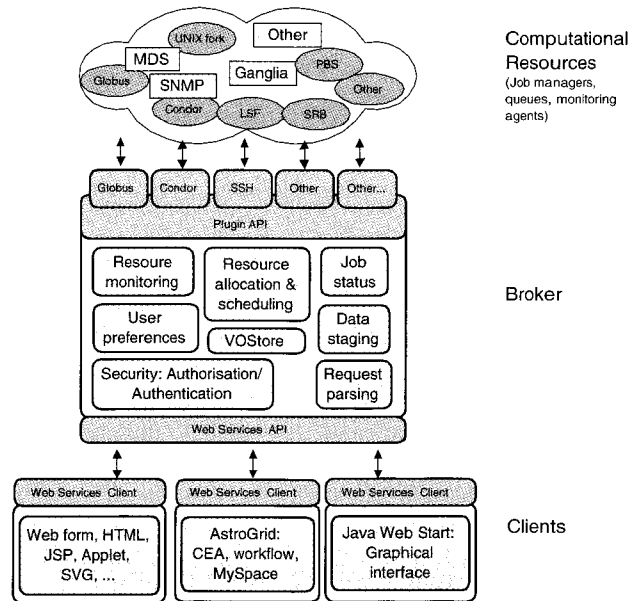 UNIX fork
Other
MDS
Ganglia
PBS
Globus
SNMP
Other
Condor
LSF
SRB
Computational
Resources
(Job managers,
queues, monitoring
agents)
Globus
Condor
SSH
Other
Other...
Plugin API
Resoure
monitoring
Resource
allocation &
scheduling
Job
status
User
preferences
VOStore
Data
staging
Security: Authorisation/
Authentication
Request
parsing
Broker
Web Services API
Web Services Client
Web Services Client
Web Services Client
Web form, HTML,
JSP, Applet,
SVG, ...
AstroGrid:
CEA, workflow,
MySpace
Java Web Start:
Graphical
interface
Clients